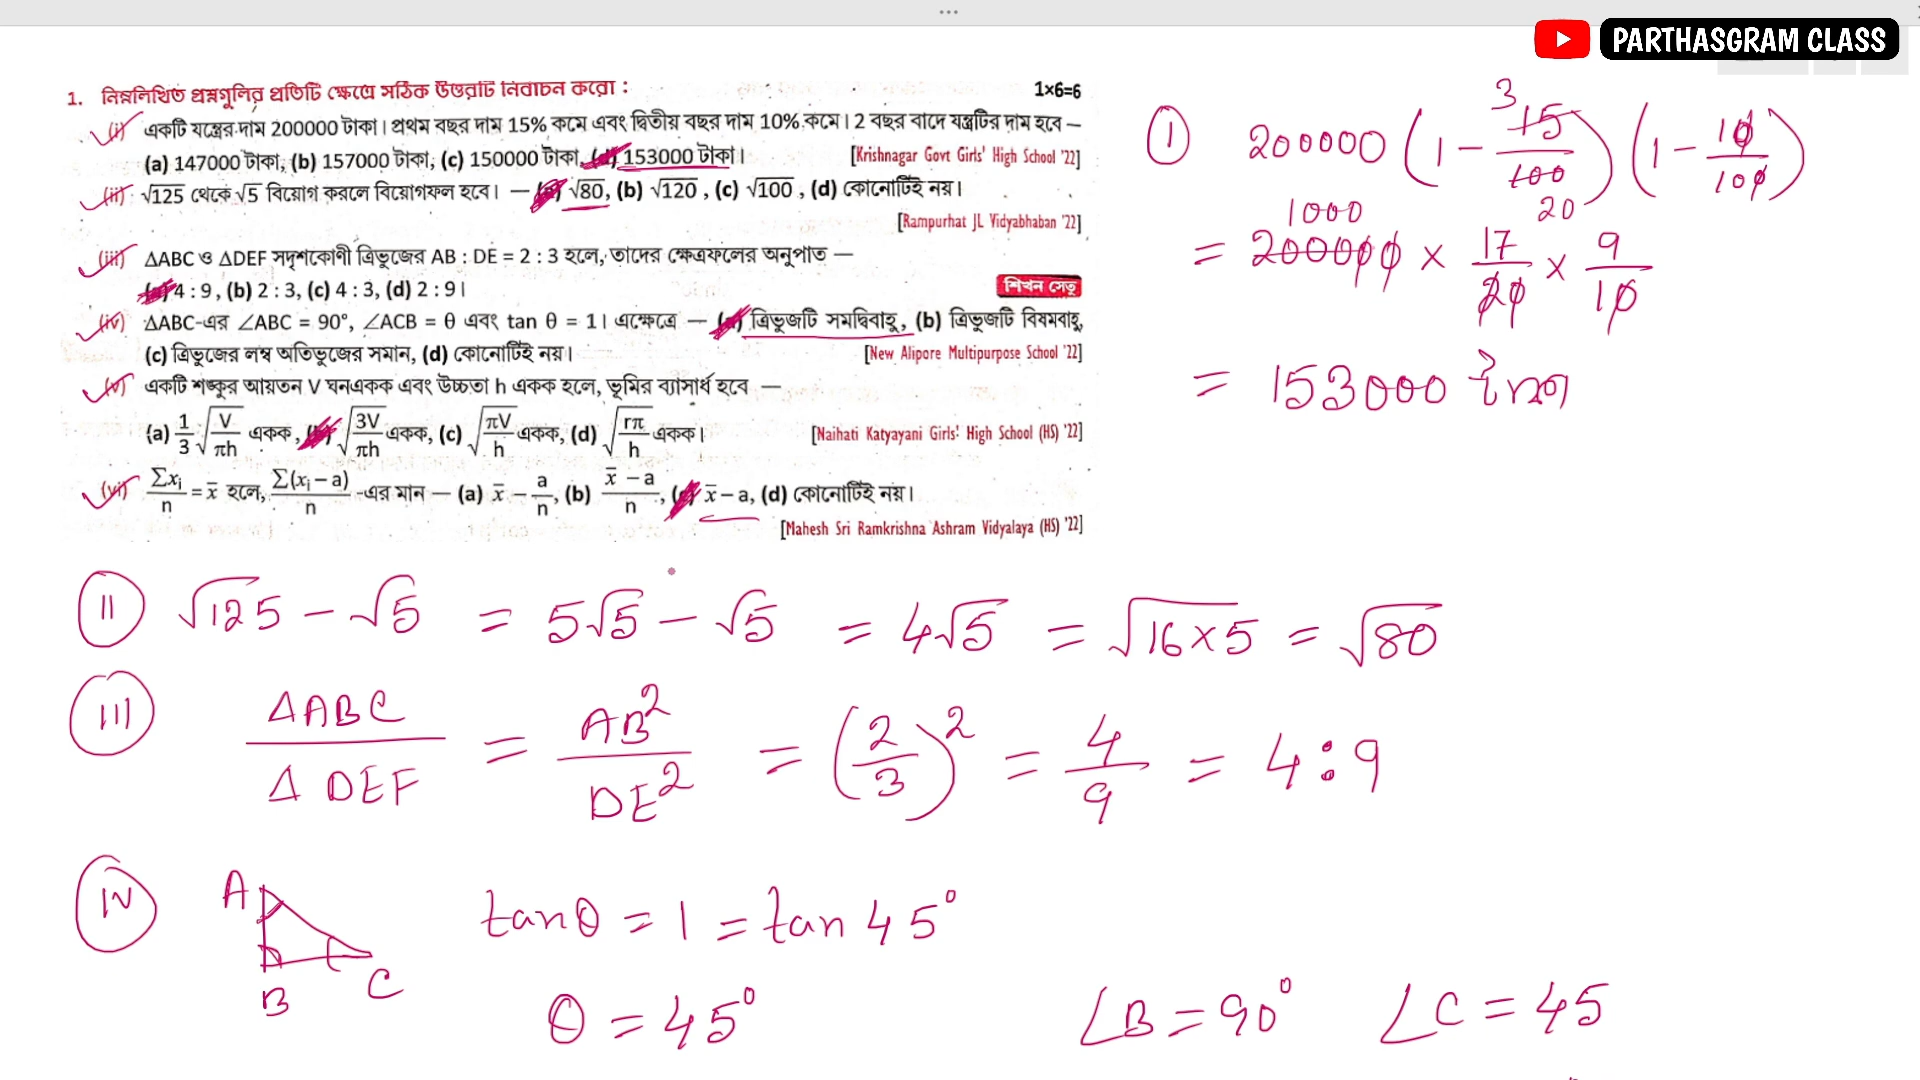 PARTHASGRAM CLASS
1. নিম্নলিখিত প্রশ্নগুলির প্রতিটি ক্ষেত্রে সঠিক উত্তরটি নির্বাচন করো : 1×6=6
(i) একটি যন্ত্রের দাম 200000 টাকা। প্রথম বছর দাম 15% কমে এবং দ্বিতীয় বছর দাম 10% কমে। 2 বছর বাদে যন্ত্রটির দাম হবে –
(a) 147000 টাকা, (b) 157000 টাকা, (c) 150000 টাকা, (d) 153000 টাকা। [Krishnagar Govt Girls' High School '22]
(ii) √125 থেকে √5 বিয়োগ করলে বিয়োগফল হবে। — (a) √80, (b) √120, (c) √100, (d) কোনোটিই নয়।
[Rampurhat JL Vidyabhaban '22]
(iii) ΔABC ও ΔDEF সদৃশকোণী ত্রিভুজের AB : DE = 2 : 3 হলে, তাদের ক্ষেত্রফলের অনুপাত —
(a) 4 : 9, (b) 2 : 3, (c) 4 : 3, (d) 2 : 9। শিখন সেতু
(iv) ΔABC-এর ∠ABC = 90°, ∠ACB = θ এবং tan θ = 1। এক্ষেত্রে — (a) ত্রিভুজটি সমদ্বিবাহু, (b) ত্রিভুজটি বিষমবাহু,
(c) ত্রিভুজের লম্ব অতিভুজের সমান, (d) কোনোটিই নয়। [New Alipore Multipurpose School '22]
(v) একটি শঙ্কুর আয়তন V ঘনএকক এবং উচ্চতা h একক হলে, ভূমির ব্যাসার্ধ হবে —
(a) 1/3 √(V/πh) একক, (b) √(3V/πh) একক, (c) √(πV/h) একক, (d) √(rπ/h) একক। [Naihati Katyayani Girls' High School (HS) '22]
(vi) Σxᵢ/n = x̄ হলে, Σ(xᵢ – a)/n -এর মান — (a) x̄ – a/n, (b) (x̄ – a)/n, (c) x̄ – a, (d) কোনোটিই নয়।
[Mahesh Sri Ramkrishna Ashram Vidyalaya (HS) '22]
I 200000 (1 – 15/100) (1 – 10/100)
3
20
1000
= 200000 × 17/20 × 9/10
= 153000 টাকা
II √125 – √5 = 5√5 – √5 = 4√5 = √16×5 = √80
III ΔABC/ΔDEF = AB²/DE² = (2/3)² = 4/9 = 4:9
IV A B C tanθ = 1 = tan 45°
θ = 45° ∠B = 90° ∠C = 45